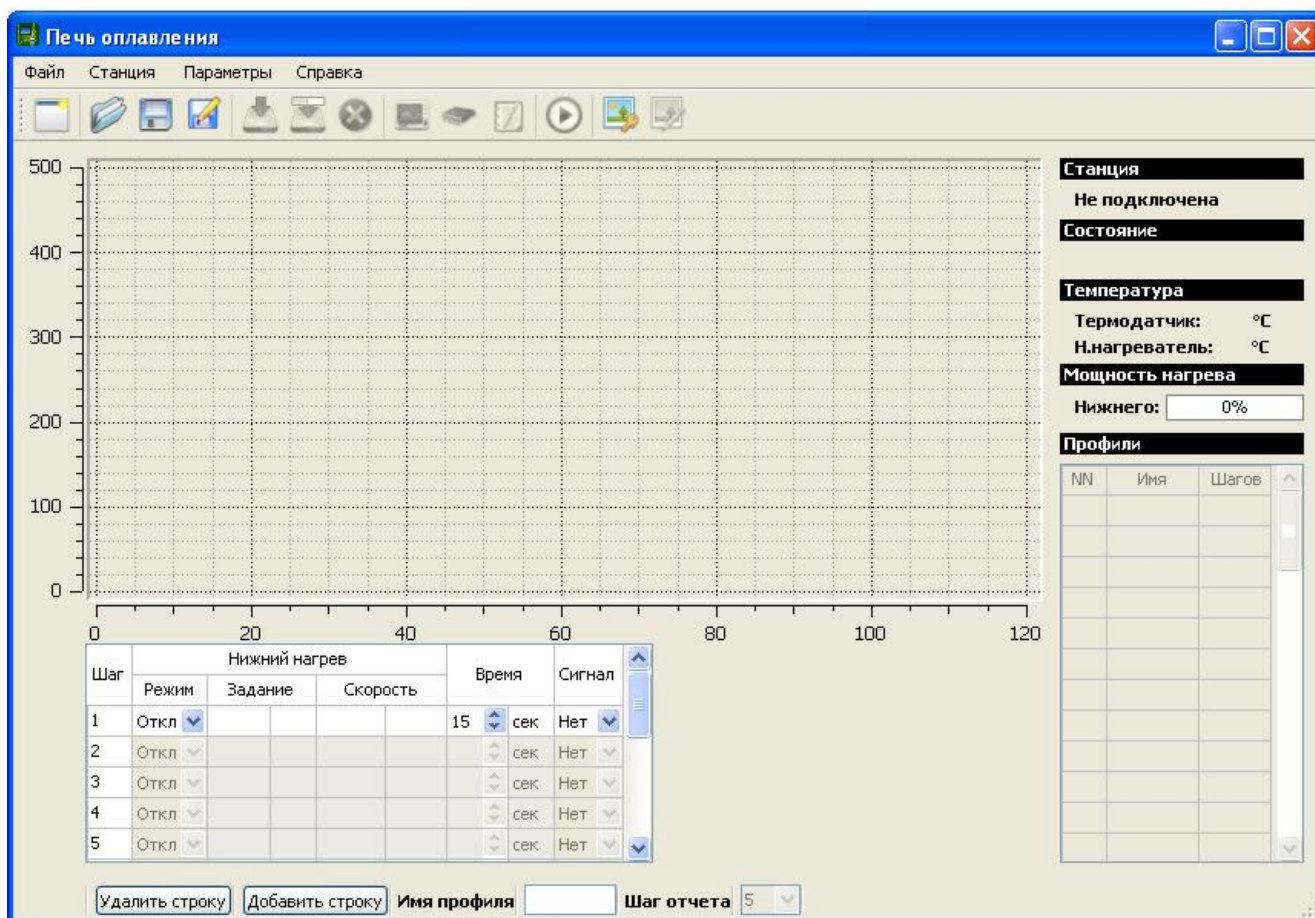 Печь оплавления
Файл Станция Параметры Справка
500
400
300
200
100
0
0 20 40 60 80 100 120
Станция
Не подключена
Состояние
Температура
Термодатчик: °C
Н.нагреватель: °C
Мощность нагрева
Нижнего: 0%
Профили
NN Имя Шагов
Шаг Нижний нагрев Время Сигнал
Режим Задание Скорость
1 Откл 15 сек Нет
2 Откл сек Нет
3 Откл сек Нет
4 Откл сек Нет
5 Откл сек Нет
Удалить строку Добавить строку Имя профиля Шаг отчета 5